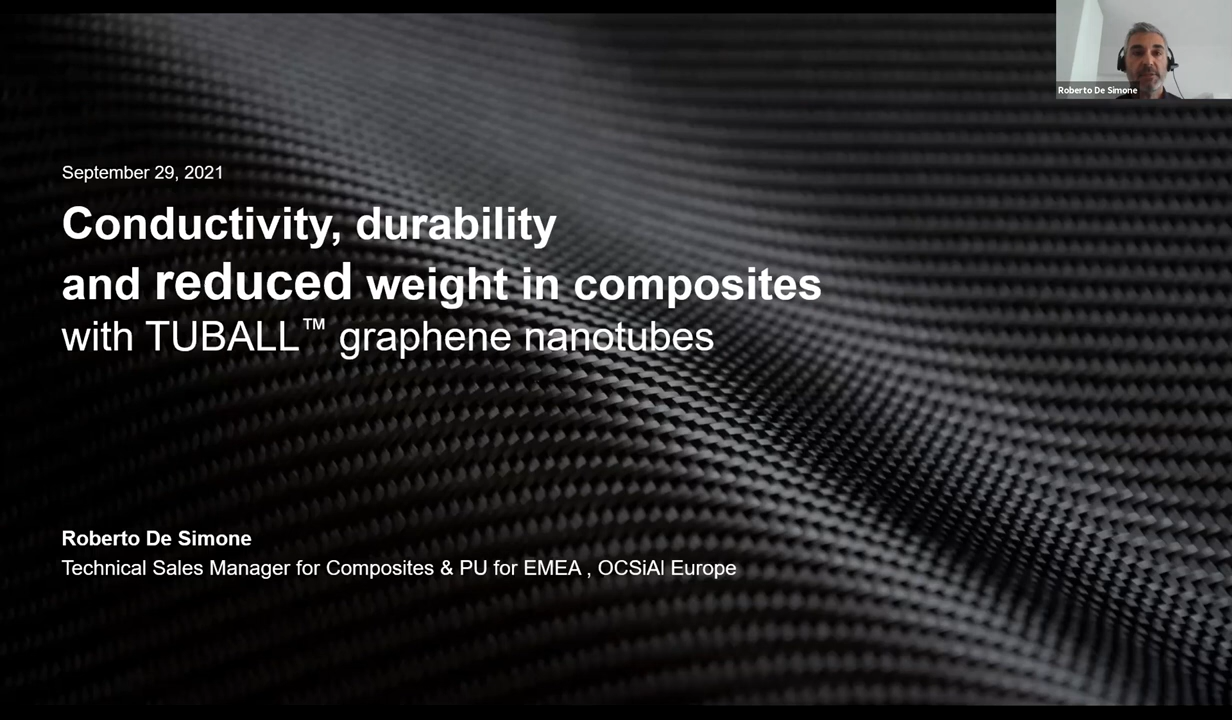 Roberto De Simone
September 29, 2021
Conductivity, durability
and reduced weight in composites
with TUBALL™ graphene nanotubes
Roberto De Simone
Technical Sales Manager for Composites & PU for EMEA , OCSiAl Europe